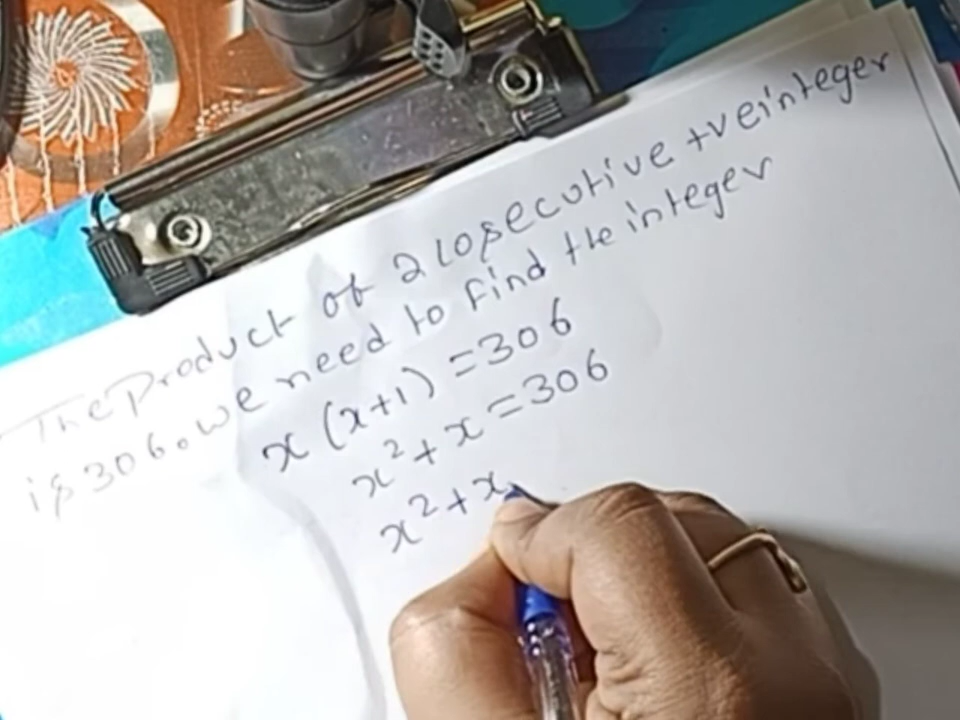 The Product of 2 cosecutive +ve integer
is 306. we need to find the integer
x (x+1) = 306
x² + x = 306
x² + x